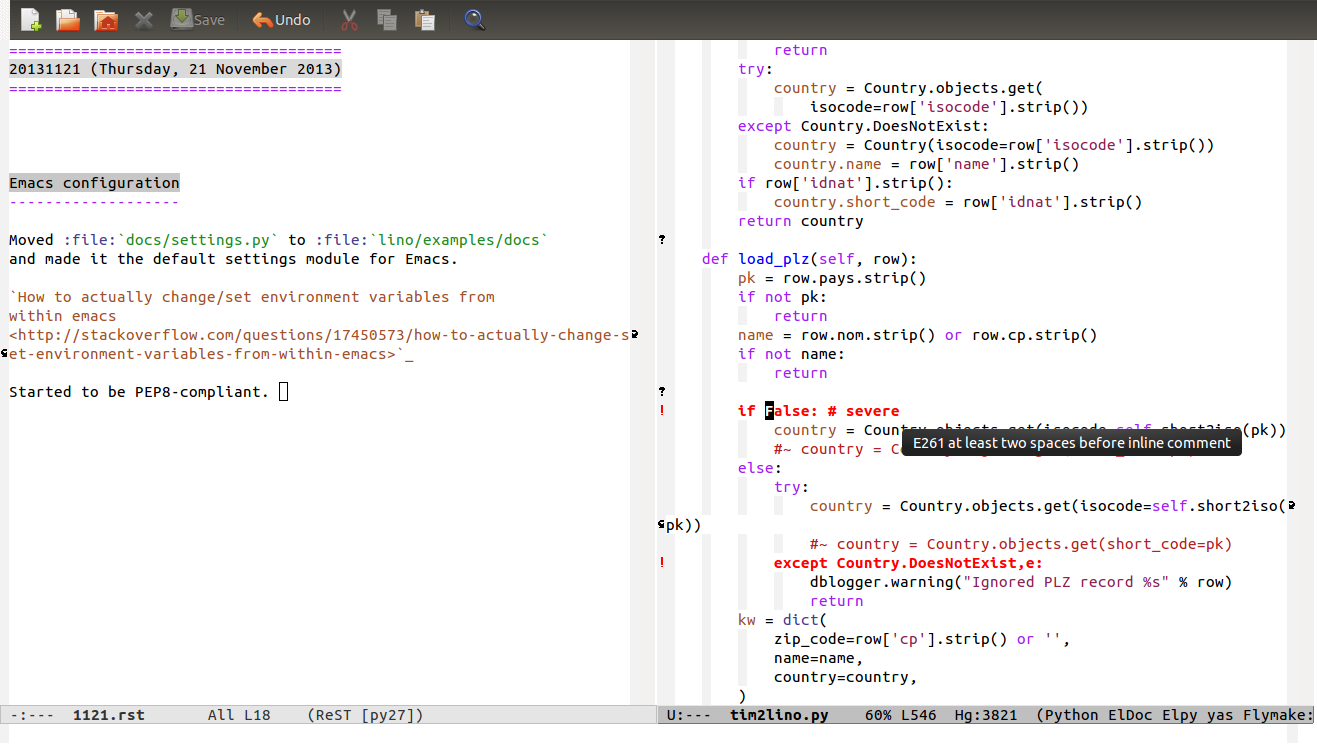 Save Undo
=====================================
20131121 (Thursday, 21 November 2013)
=====================================
Emacs configuration
-------------------
Moved :file:`docs/settings.py` to :file:`lino/examples/docs`
and made it the default settings module for Emacs.
`How to actually change/set environment variables from
within emacs
<http://stackoverflow.com/questions/17450573/how-to-actually-change-s
et-environment-variables-from-within-emacs>`_
Started to be PEP8-compliant.
-:--- 1121.rst All L18 (ReST [py27])
return
try:
country = Country.objects.get(
isocode=row['isocode'].strip())
except Country.DoesNotExist:
country = Country(isocode=row['isocode'].strip())
country.name = row['name'].strip()
if row['idnat'].strip():
country.short_code = row['idnat'].strip()
return country
?
def load_plz(self, row):
pk = row.pays.strip()
if not pk:
return
name = row.nom.strip() or row.cp.strip()
if not name:
return
?
! if False: # severe
country = Country.objects.get(isocode=self.short2iso(pk))
E261 at least two spaces before inline comment
#~ country = C
else:
try:
country = Country.objects.get(isocode=self.short2iso(
pk))
#~ country = Country.objects.get(short_code=pk)
! except Country.DoesNotExist,e:
dblogger.warning("Ignored PLZ record %s" % row)
return
kw = dict(
zip_code=row['cp'].strip() or '',
name=name,
country=country,
)
U:--- tim2lino.py 60% L546 Hg:3821 (Python ElDoc Elpy yas Flymake: